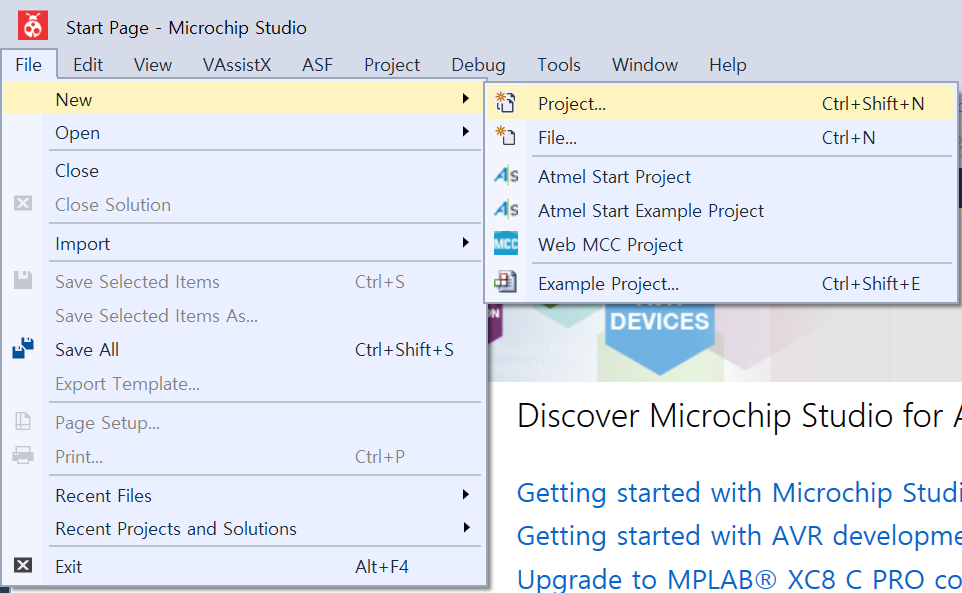 Start Page - Microchip Studio
File Edit View VAssistX ASF Project Debug Tools Window Help
New
Open
Close
Close Solution
Import
Save Selected Items Ctrl+S
Save Selected Items As...
Save All Ctrl+Shift+S
Export Template...
Page Setup...
Print... Ctrl+P
Recent Files
Recent Projects and Solutions
Exit Alt+F4
Project... Ctrl+Shift+N
File... Ctrl+N
Atmel Start Project
Atmel Start Example Project
MCC Web MCC Project
Example Project... Ctrl+Shift+E
DEVICES
Discover Microchip Studio for A
Getting started with Microchip Studi
Getting started with AVR developme
Upgrade to MPLAB® XC8 C PRO co